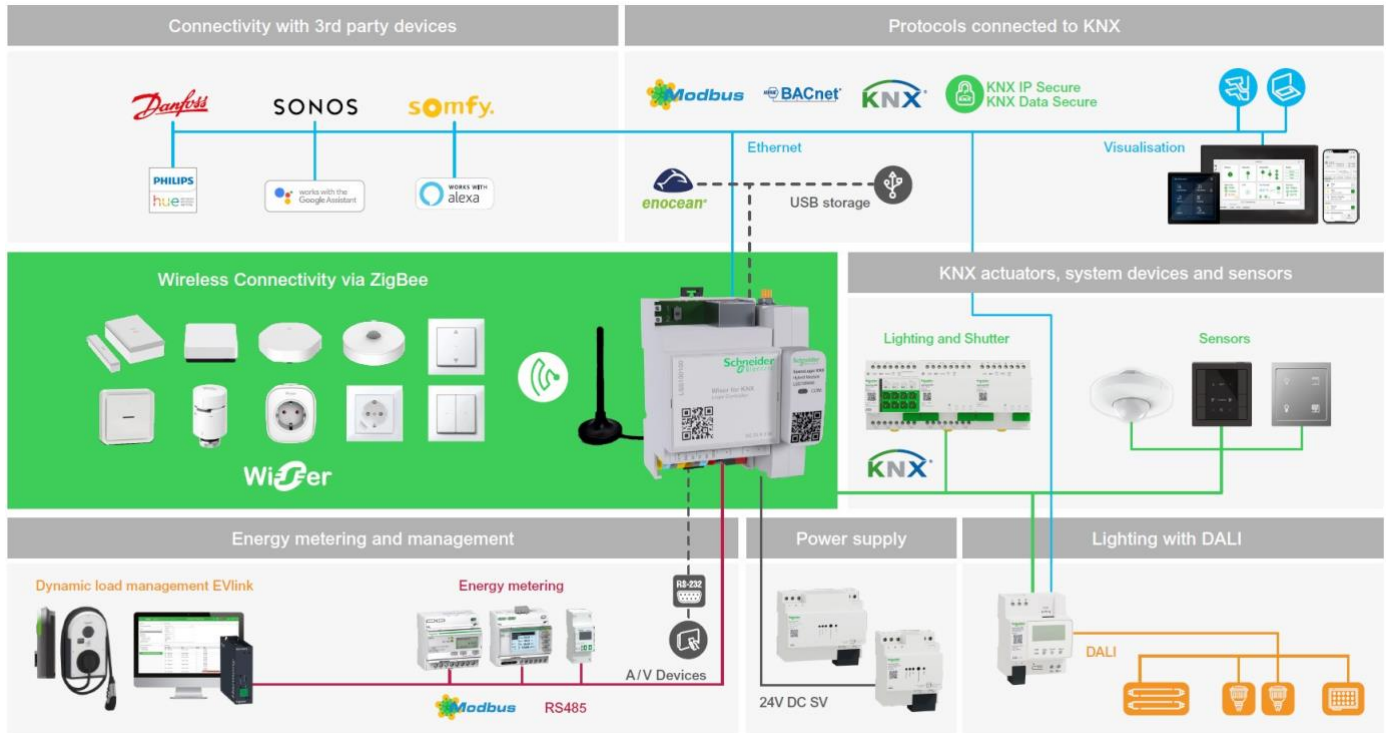 Connectivity with 3rd party devices
Protocols connected to KNX
Danfoss
SONOS
somfy.
PHILIPS
hue
works with the
Google Assistant
WORKS WITH
alexa
Modbus
BACnet
KNX
KNX IP Secure
KNX Data Secure
Ethernet
Visualisation
enocean
USB storage
Wireless Connectivity via ZigBee
Wiser
Schneider
Electric
Wiser for KNX
LSS100100
KNX actuators, system devices and sensors
Lighting and Shutter
Sensors
KNX
Energy metering and management
Power supply
Lighting with DALI
Dynamic load management EVlink
Energy metering
RS-232
A/V Devices
Modbus
RS485
24V DC SV
DALI